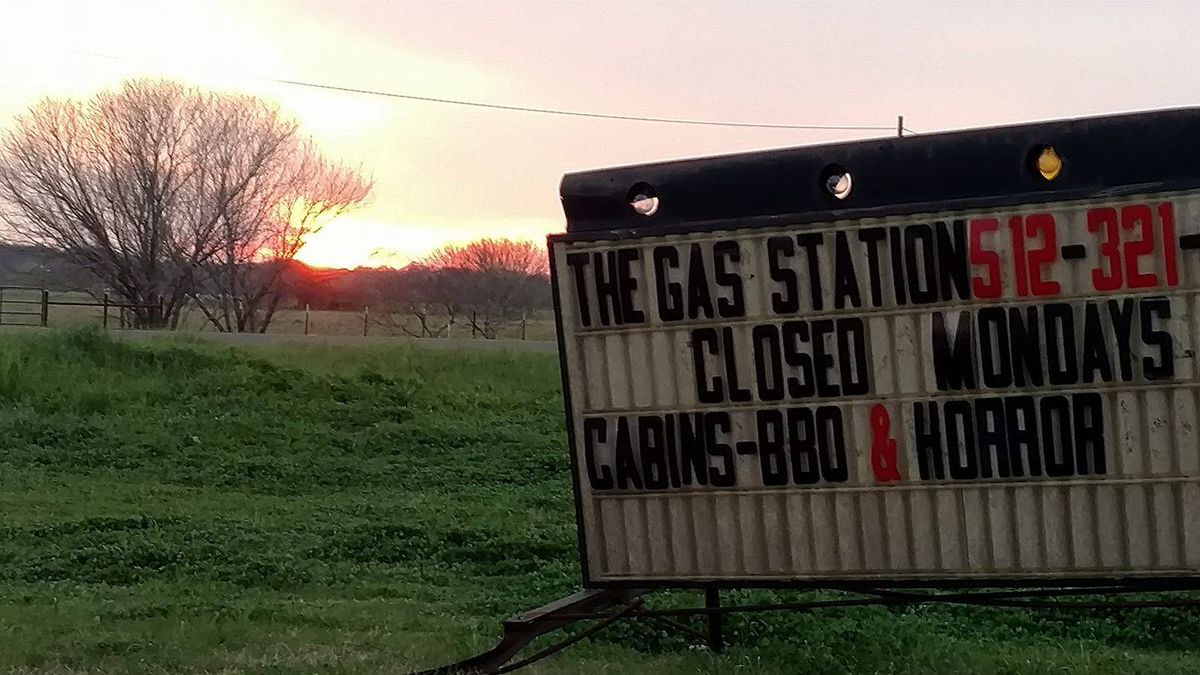 THE GAS STATION 512-321-
CLOSED MONDAYS
CABINS-BBQ & HORROR